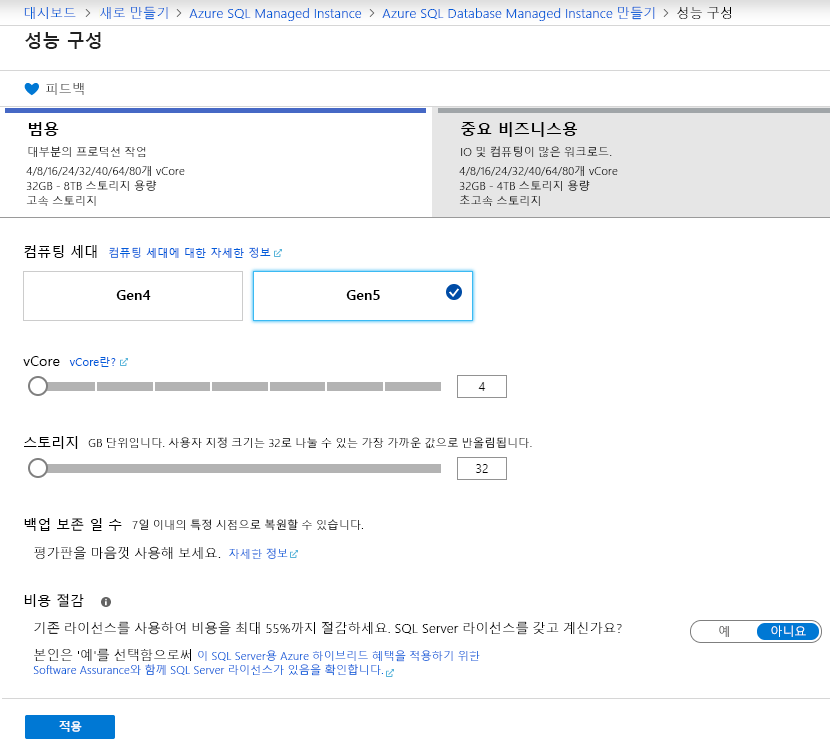 대시보드 > 새로 만들기 > Azure SQL Managed Instance > Azure SQL Database Managed Instance 만들기 > 성능 구성
성능 구성
피드백
범용
대부분의 프로덕션 작업
4/8/16/24/32/40/64/80개 vCore
32GB - 8TB 스토리지 용량
고속 스토리지
중요 비즈니스용
IO 및 컴퓨팅이 많은 워크로드.
4/8/16/24/32/40/64/80개 vCore
32GB - 4TB 스토리지 용량
초고속 스토리지
컴퓨팅 세대 컴퓨팅 세대에 대한 자세한 정보
Gen4 Gen5
vCore vCore란?
4
스토리지 GB 단위입니다. 사용자 지정 크기는 32로 나눌 수 있는 가장 가까운 값으로 반올림됩니다.
32
백업 보존 일 수 7일 이내의 특정 시점으로 복원할 수 있습니다.
평가판을 마음껏 사용해 보세요. 자세한 정보
비용 절감
기존 라이선스를 사용하여 비용을 최대 55%까지 절감하세요. SQL Server 라이선스를 갖고 계신가요? 예 아니요
본인은 '예'를 선택함으로써 이 SQL Server용 Azure 하이브리드 혜택을 적용하기 위한
Software Assurance와 함께 SQL Server 라이선스가 있음을 확인합니다.
적용